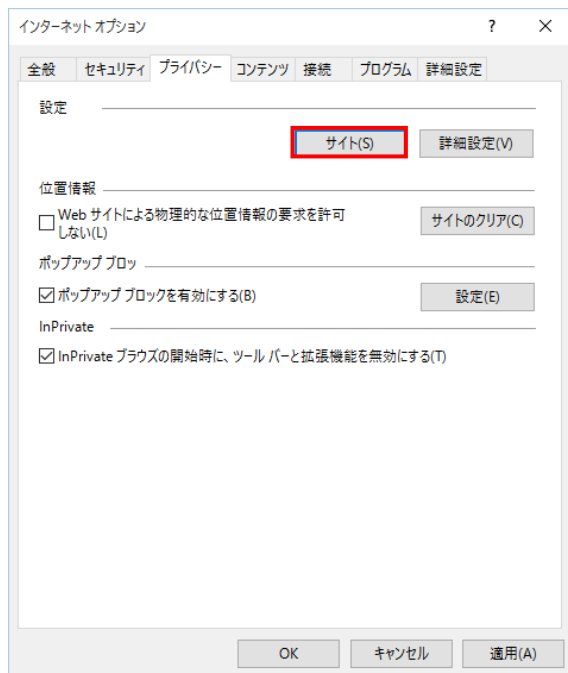 インターネット オプション ?
全般 セキュリティ プライバシー コンテンツ 接続 プログラム 詳細設定
設定
サイト(S) 詳細設定(V)
位置情報
Web サイトによる物理的な位置情報の要求を許可
しない(L)
サイトのクリア(C)
ポップアップ ブロッ
ポップアップ ブロックを有効にする(B) 設定(E)
InPrivate
InPrivate ブラウズの開始時に、ツール バーと拡張機能を無効にする(T)
OK キャンセル 適用(A)